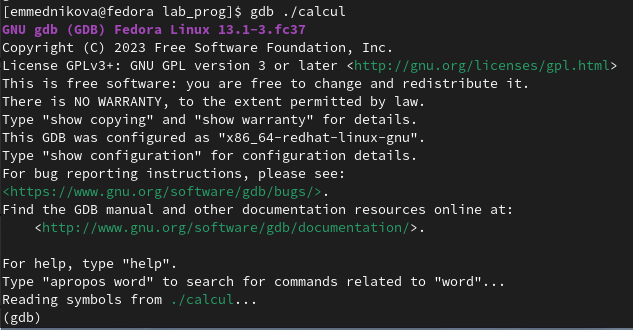 [emmednikova@fedora lab_prog]$ gdb ./calcul
GNU gdb (GDB) Fedora Linux 13.1-3.fc37
Copyright (C) 2023 Free Software Foundation, Inc.
License GPLv3+: GNU GPL version 3 or later <http://gnu.org/licenses/gpl.html>
This is free software: you are free to change and redistribute it.
There is NO WARRANTY, to the extent permitted by law.
Type "show copying" and "show warranty" for details.
This GDB was configured as "x86_64-redhat-linux-gnu".
Type "show configuration" for configuration details.
For bug reporting instructions, please see:
<https://www.gnu.org/software/gdb/bugs/>.
Find the GDB manual and other documentation resources online at:
    <http://www.gnu.org/software/gdb/documentation/>.

For help, type "help".
Type "apropos word" to search for commands related to "word"...
Reading symbols from ./calcul...
(gdb)